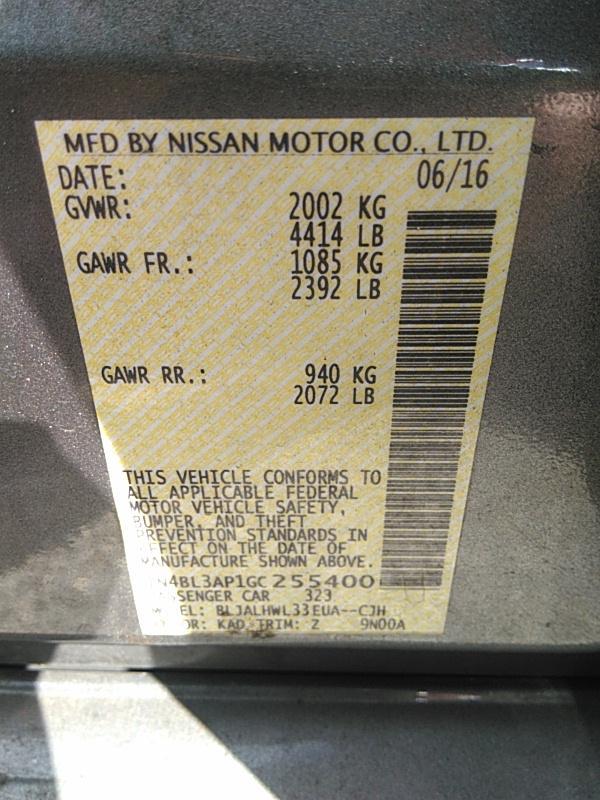 MFD BY NISSAN MOTOR CO., LTD.
DATE: 06/16
GVWR: 2002 KG
4414 LB
GAWR FR.: 1085 KG
2392 LB
GAWR RR.: 940 KG
2072 LB
THIS VEHICLE CONFORMS TO
ALL APPLICABLE FEDERAL
MOTOR VEHICLE SAFETY,
BUMPER, AND THEFT
PREVENTION STANDARDS IN
EFFECT ON THE DATE OF
MANUFACTURE SHOWN ABOVE.
N4BL3AP1GC255400
SSENGER CAR 323
EL: BLJALHWL33EUA--CJH
OR: KAD TRIM: Z 9N00A